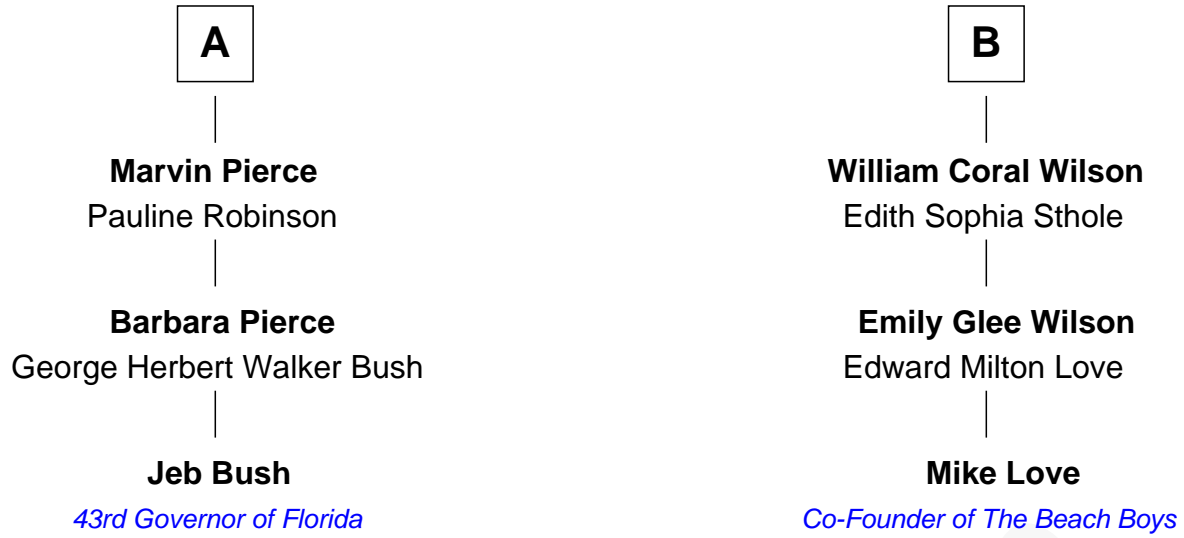 A
Marvin Pierce
Pauline Robinson
Barbara Pierce
George Herbert Walker Bush
Jeb Bush
43rd Governor of Florida
B
William Coral Wilson
Edith Sophia Sthole
Emily Glee Wilson
Edward Milton Love
Mike Love
Co-Founder of The Beach Boys